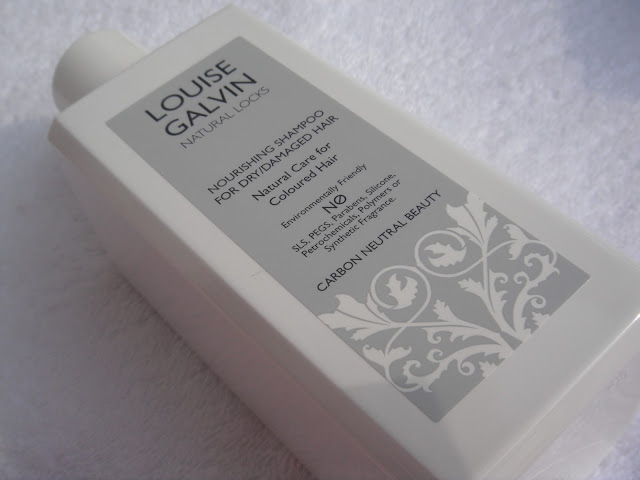 LOUISE
GALVIN
NATURAL LOCKS
NOURISHING SHAMPOO
FOR DRY/DAMAGED HAIR
Natural Care for
Coloured Hair
Environmentally Friendly
NØ
SLS, PEGS, Parabens, Silicone,
Petrochemicals, Polymers or
Synthetic Fragrance.
CARBON NEUTRAL BEAUTY